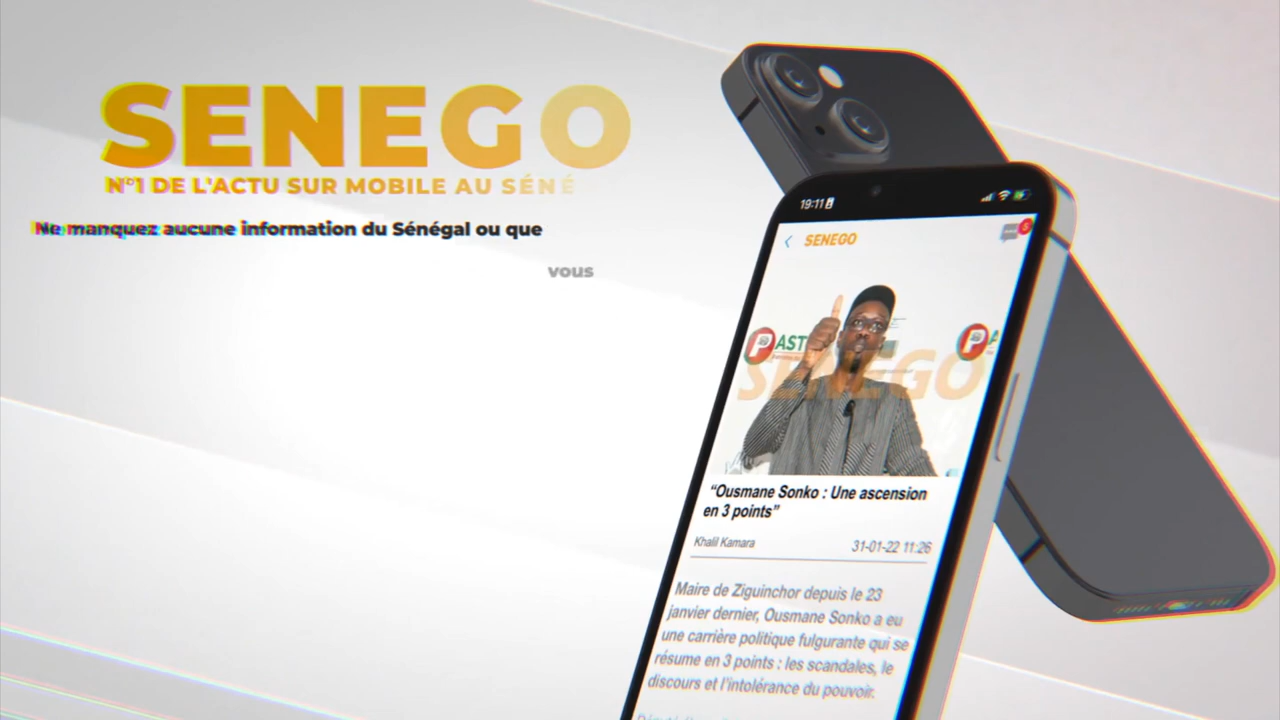 SENEGO
N°1 DE L'ACTU SUR MOBILE AU SÉNÉ
Ne manquez aucune information du Sénégal ou que
vous
19:11
SENEGO
5
PAST
P
SENEGO
“Ousmane Sonko : Une ascension
en 3 points”
Khalil Kamara 31-01-22 11:26
Maire de Ziguinchor depuis le 23
janvier dernier, Ousmane Sonko a eu
une carrière politique fulgurante qui se
résume en 3 points : les scandales, le
discours et l'intolérance du pouvoir.